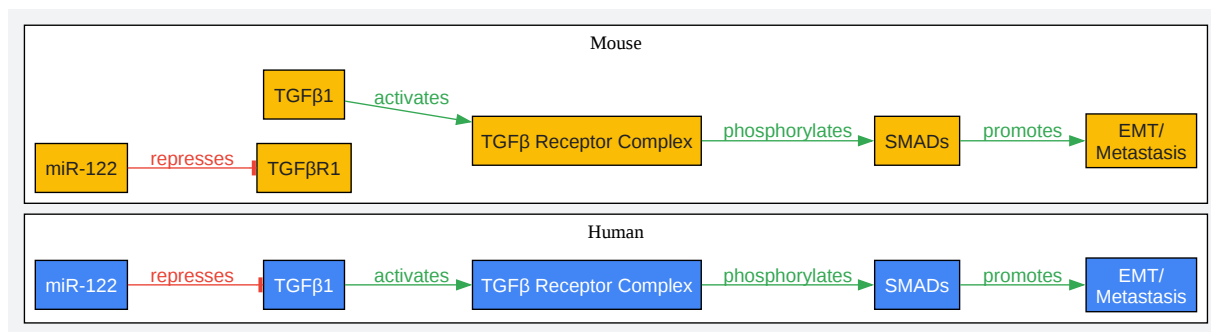 Mouse
TGFβ1
activates
TGFβ Receptor Complex
phosphorylates
SMADs
promotes
EMT/
Metastasis
miR-122
represses
TGFβR1
Human
miR-122
represses
TGFβ1
activates
TGFβ Receptor Complex
phosphorylates
SMADs
promotes
EMT/
Metastasis